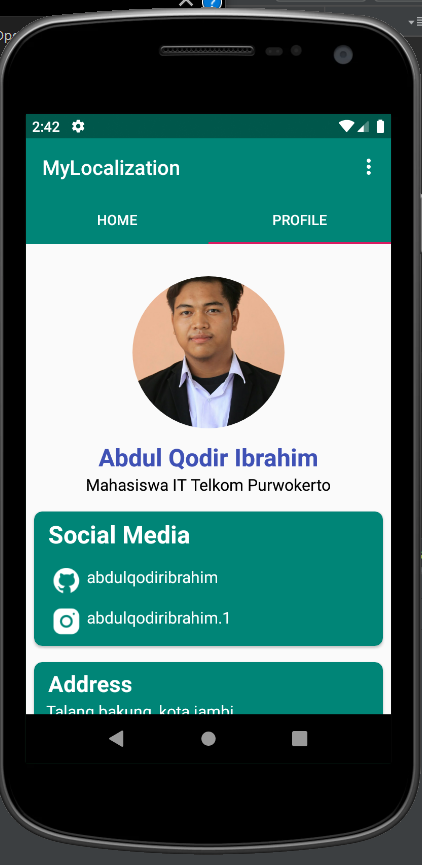 2:42
MyLocalization
HOME PROFILE
Abdul Qodir Ibrahim
Mahasiswa IT Telkom Purwokerto
Social Media
abdulqodiribrahim
abdulqodiribrahim.1
Address
Talang bakung, kota jambi